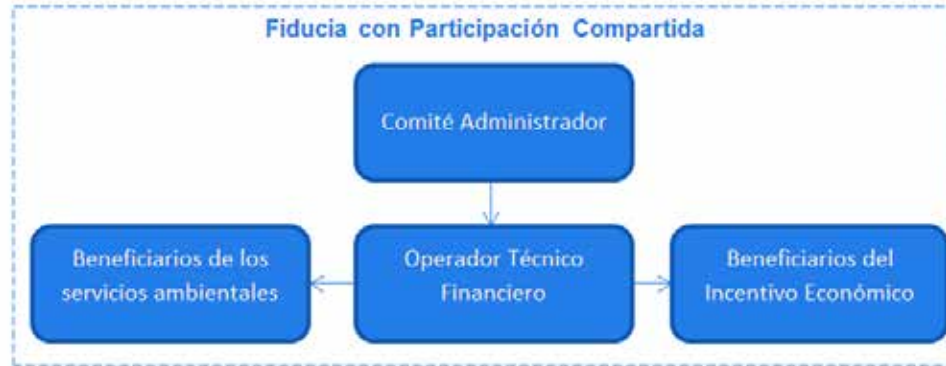 Fiducia con Participación Compartida
Comité Administrador
Beneficiarios de los
servicios ambientales
Operador Técnico
Financiero
Beneficiarios del
Incentivo Económico